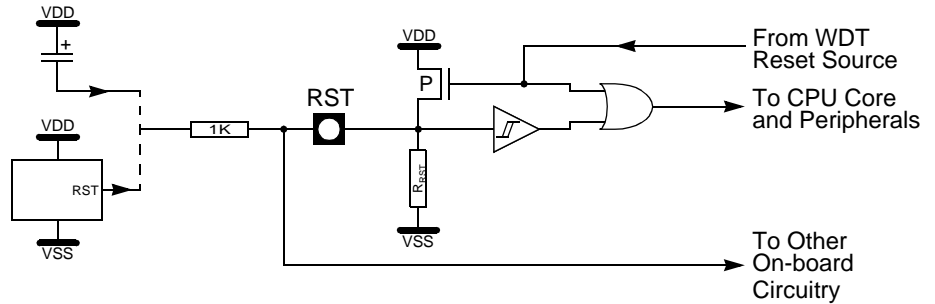 VDD
+
VDD
From WDT
Reset Source
P
RST
To CPU Core
and Peripherals
VDD
1K
RST
RRST
VSS
VSS
To Other
On-board
Circuitry